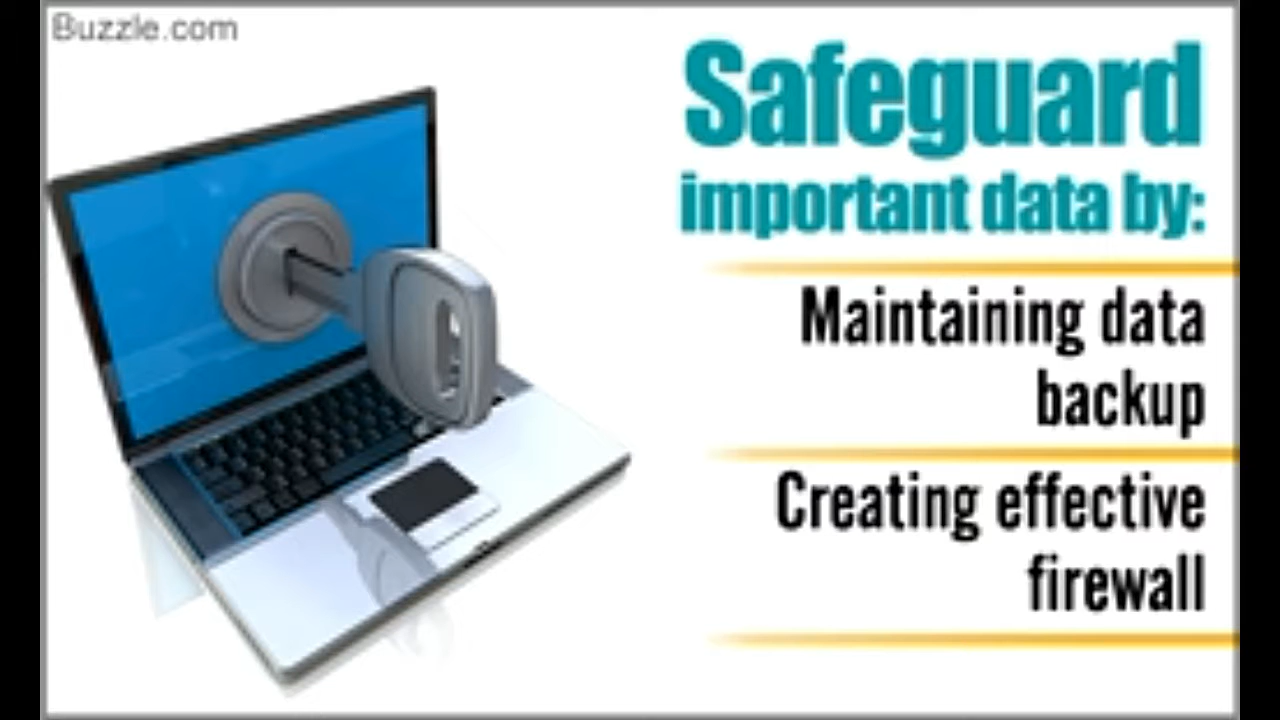 Buzzle.com
Safeguard
important data by:
Maintaining data
backup
Creating effective
firewall